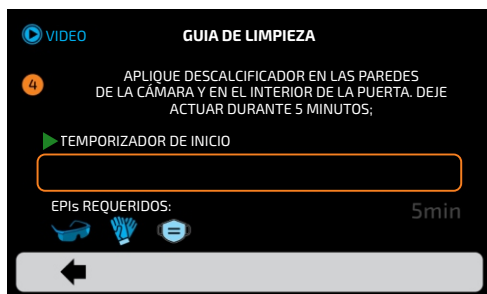 VIDEO
GUIA DE LIMPIEZA
4
APLIQUE DESCALCIFICADOR EN LAS PAREDES
DE LA CÁMARA Y EN EL INTERIOR DE LA PUERTA. DEJE
ACTUAR DURANTE 5 MINUTOS;
TEMPORIZADOR DE INICIO
EPIs REQUERIDOS:
5min